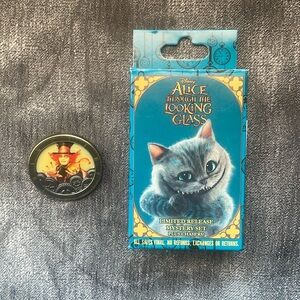 Disney
ALICE
THROUGH THE
LOOKING
GLASS
LIMITED RELEASE
MYSTERY SET
ALL SALES FINAL. NO REFUNDS, EXCHANGES OR RETURNS.